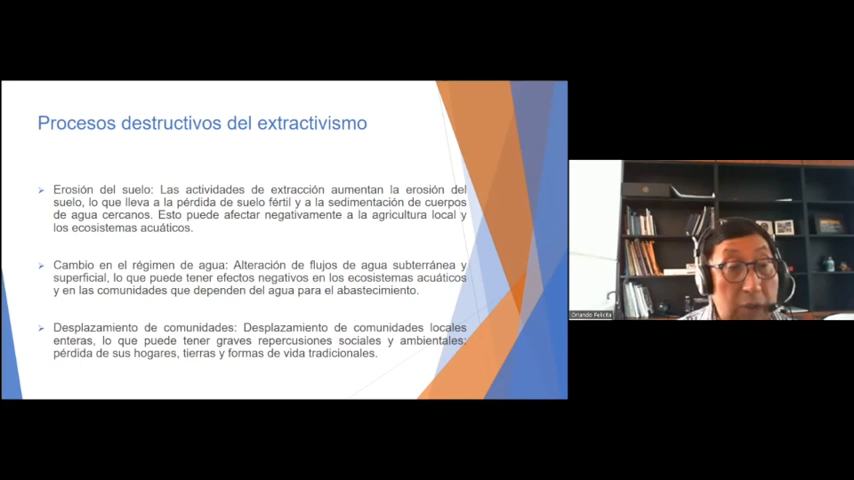 Procesos destructivos del extractivismo
Erosión del suelo: Las actividades de extracción aumentan la erosión del
suelo, lo que lleva a la pérdida de suelo fértil y a la sedimentación de cuerpos
de agua cercanos. Esto puede afectar negativamente a la agricultura local y
los ecosistemas acuáticos.
Cambio en el régimen de agua: Alteración de flujos de agua subterránea y
superficial, lo que puede tener efectos negativos en los ecosistemas acuáticos
y en las comunidades que dependen del agua para el abastecimiento.
Desplazamiento de comunidades: Desplazamiento de comunidades locales
enteras, lo que puede tener graves repercusiones sociales y ambientales:
pérdida de sus hogares, tierras y formas de vida tradicionales.
Orlando Felicita